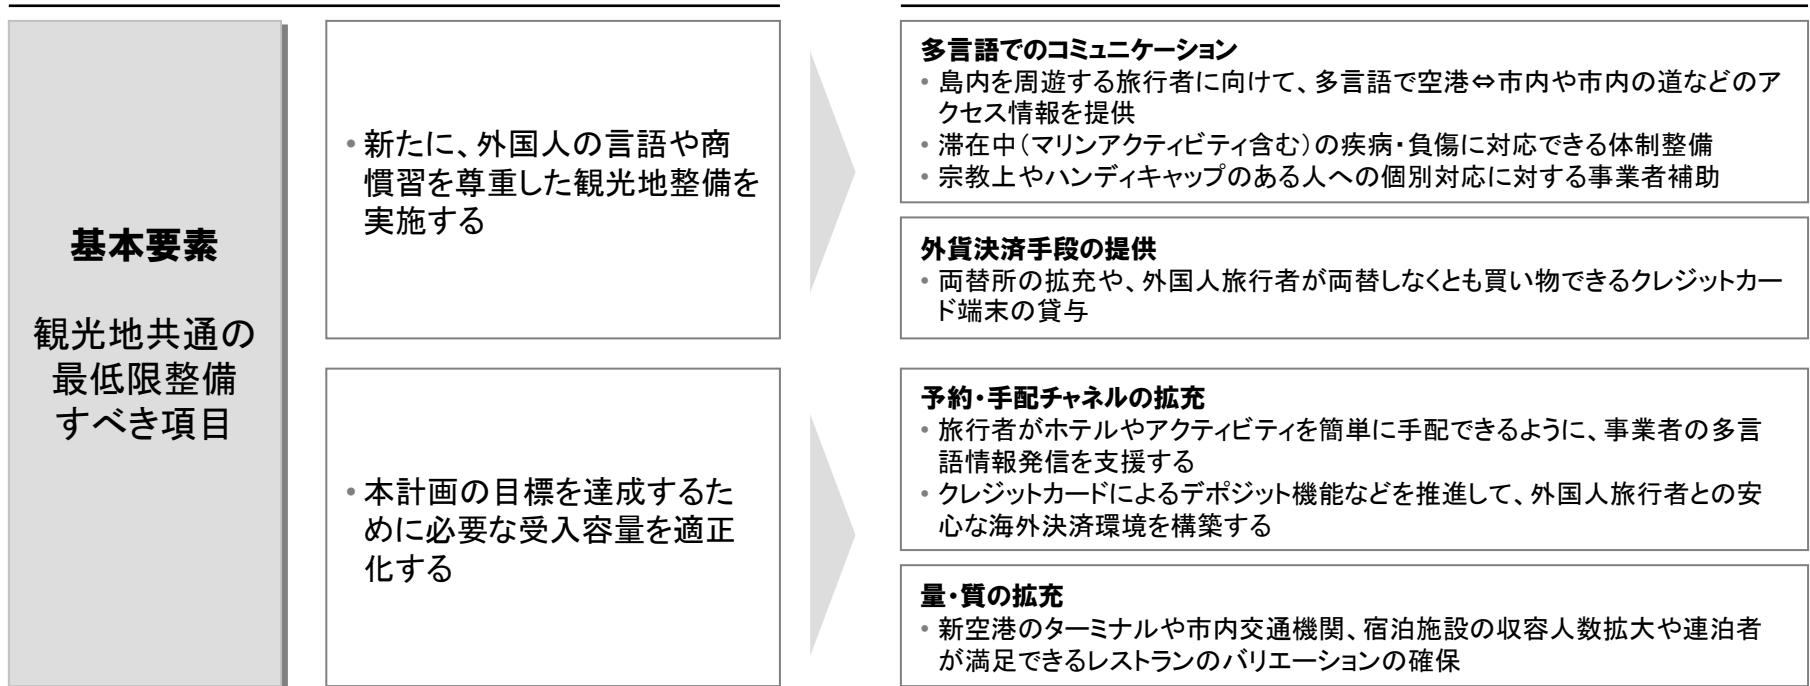 基本要素
観光地共通の
最低限整備
すべき項目
• 新たに、外国人の言語や商
慣習を尊重した観光地整備を
実施する
多言語でのコミュニケーション
• 島内を周遊する旅行者に向けて、多言語で空港⇔市内や市内の道などのア
クセス情報を提供
• 滞在中（マリンアクティビティ含む）の疾病・負傷に対応できる体制整備
• 宗教上やハンディキャップのある人への個別対応に対する事業者補助
外貨決済手段の提供
• 両替所の拡充や、外国人旅行者が両替しなくとも買い物できるクレジットカー
ド端末の貸与
• 本計画の目標を達成するた
めに必要な受入容量を適正
化する
予約・手配チャネルの拡充
• 旅行者がホテルやアクティビティを簡単に手配できるように、事業者の多言
語情報発信を支援する
• クレジットカードによるデポジット機能などを推進して、外国人旅行者との安
心な海外決済環境を構築する
量・質の拡充
• 新空港のターミナルや市内交通機関、宿泊施設の収容人数拡大や連泊者
が満足できるレストランのバリエーションの確保